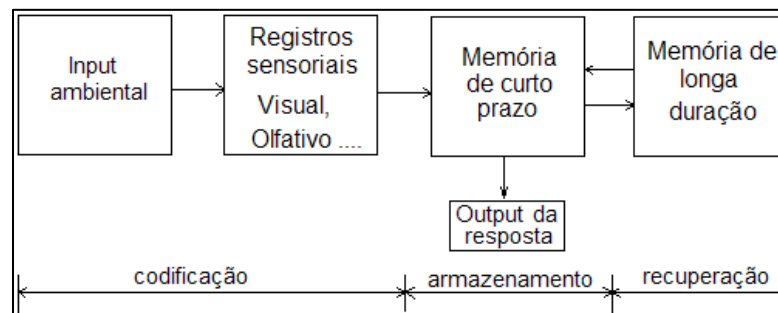 Input
ambiental
Registros
sensoriais
Visual,
Olfativo ....
Memória
de curto
prazo
Memória de
longa
duração
Output da
resposta
codificação
armazenamento
recuperação